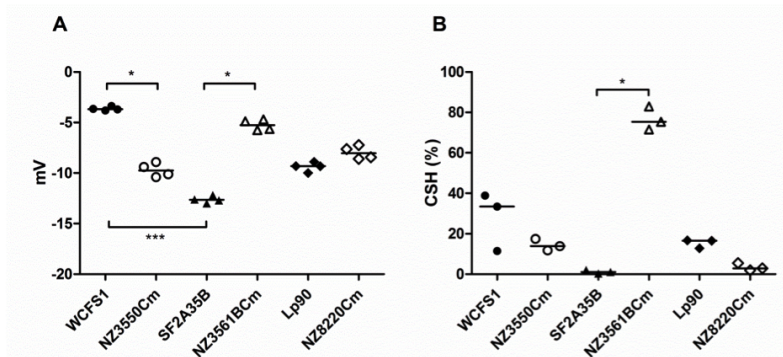 A
B
*
*
***
mV
0
-5
-10
-15
-20
WCFS1
NZ3550Cm
SF2A35B
NZ3561BCm
Lp90
NZ8220Cm
*
CSH (%)
100
80
60
40
20
0
WCFS1
NZ3550Cm
SF2A35B
NZ3561BCm
Lp90
NZ8220Cm